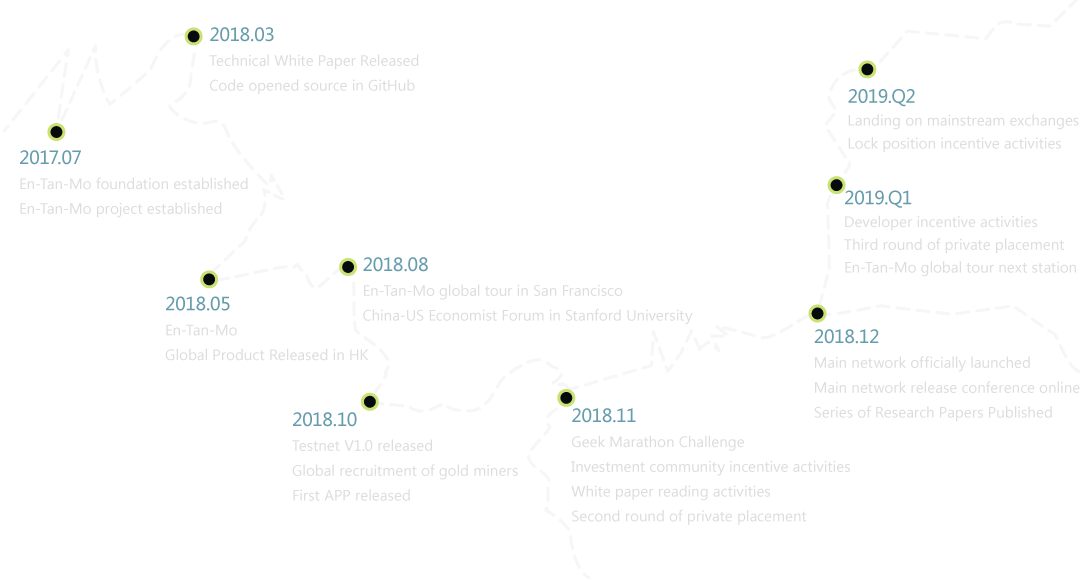 2018.03
Technical White Paper Released
Code opened source in GitHub
2017.07
En-Tan-Mo foundation established
En-Tan-Mo project established
2018.05
En-Tan-Mo
Global Product Released in HK
2018.08
En-Tan-Mo global tour in San Francisco
China-US Economist Forum in Stanford University
2018.10
Testnet V1.0 released
Global recruitment of gold miners
First APP released
2018.11
Geek Marathon Challenge
Investment community incentive activities
White paper reading activities
Second round of private placement
2018.12
Main network officially launched
Main network release conference online
Series of Research Papers Published
2019.Q1
Developer incentive activities
Third round of private placement
En-Tan-Mo global tour next station
2019.Q2
Landing on mainstream exchanges
Lock position incentive activities